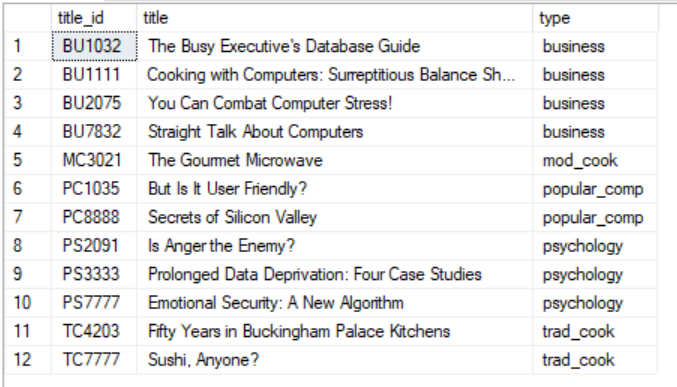 title_id title type
1 BU1032 The Busy Executive's Database Guide business
2 BU1111 Cooking with Computers: Surreptitious Balance Sh... business
3 BU2075 You Can Combat Computer Stress! business
4 BU7832 Straight Talk About Computers business
5 MC3021 The Gourmet Microwave mod_cook
6 PC1035 But Is It User Friendly? popular_comp
7 PC8888 Secrets of Silicon Valley popular_comp
8 PS2091 Is Anger the Enemy? psychology
9 PS3333 Prolonged Data Deprivation: Four Case Studies psychology
10 PS7777 Emotional Security: A New Algorithm psychology
11 TC4203 Fifty Years in Buckingham Palace Kitchens trad_cook
12 TC7777 Sushi, Anyone? trad_cook